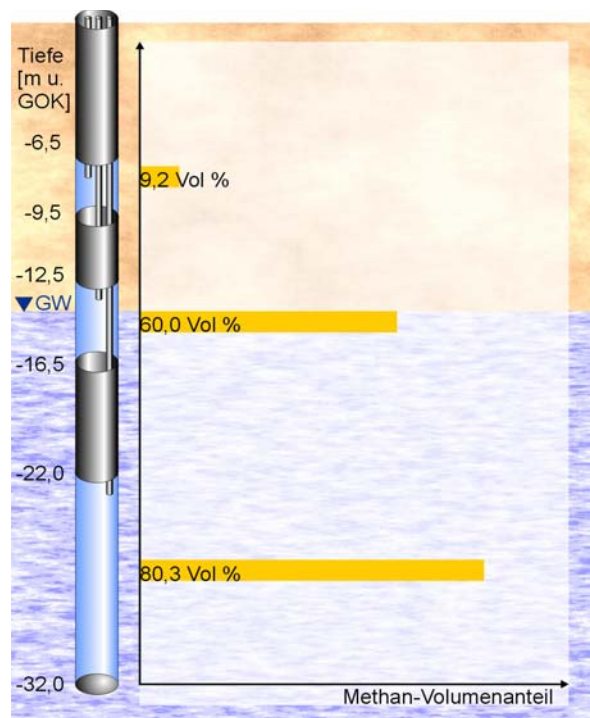 Tiefe
[m u.
GOK]
-6,5
9,2 Vol %
-9,5
-12,5
GW
60,0 Vol %
-16,5
-22,0
80,3 Vol %
-32,0
Methan-Volumenanteil